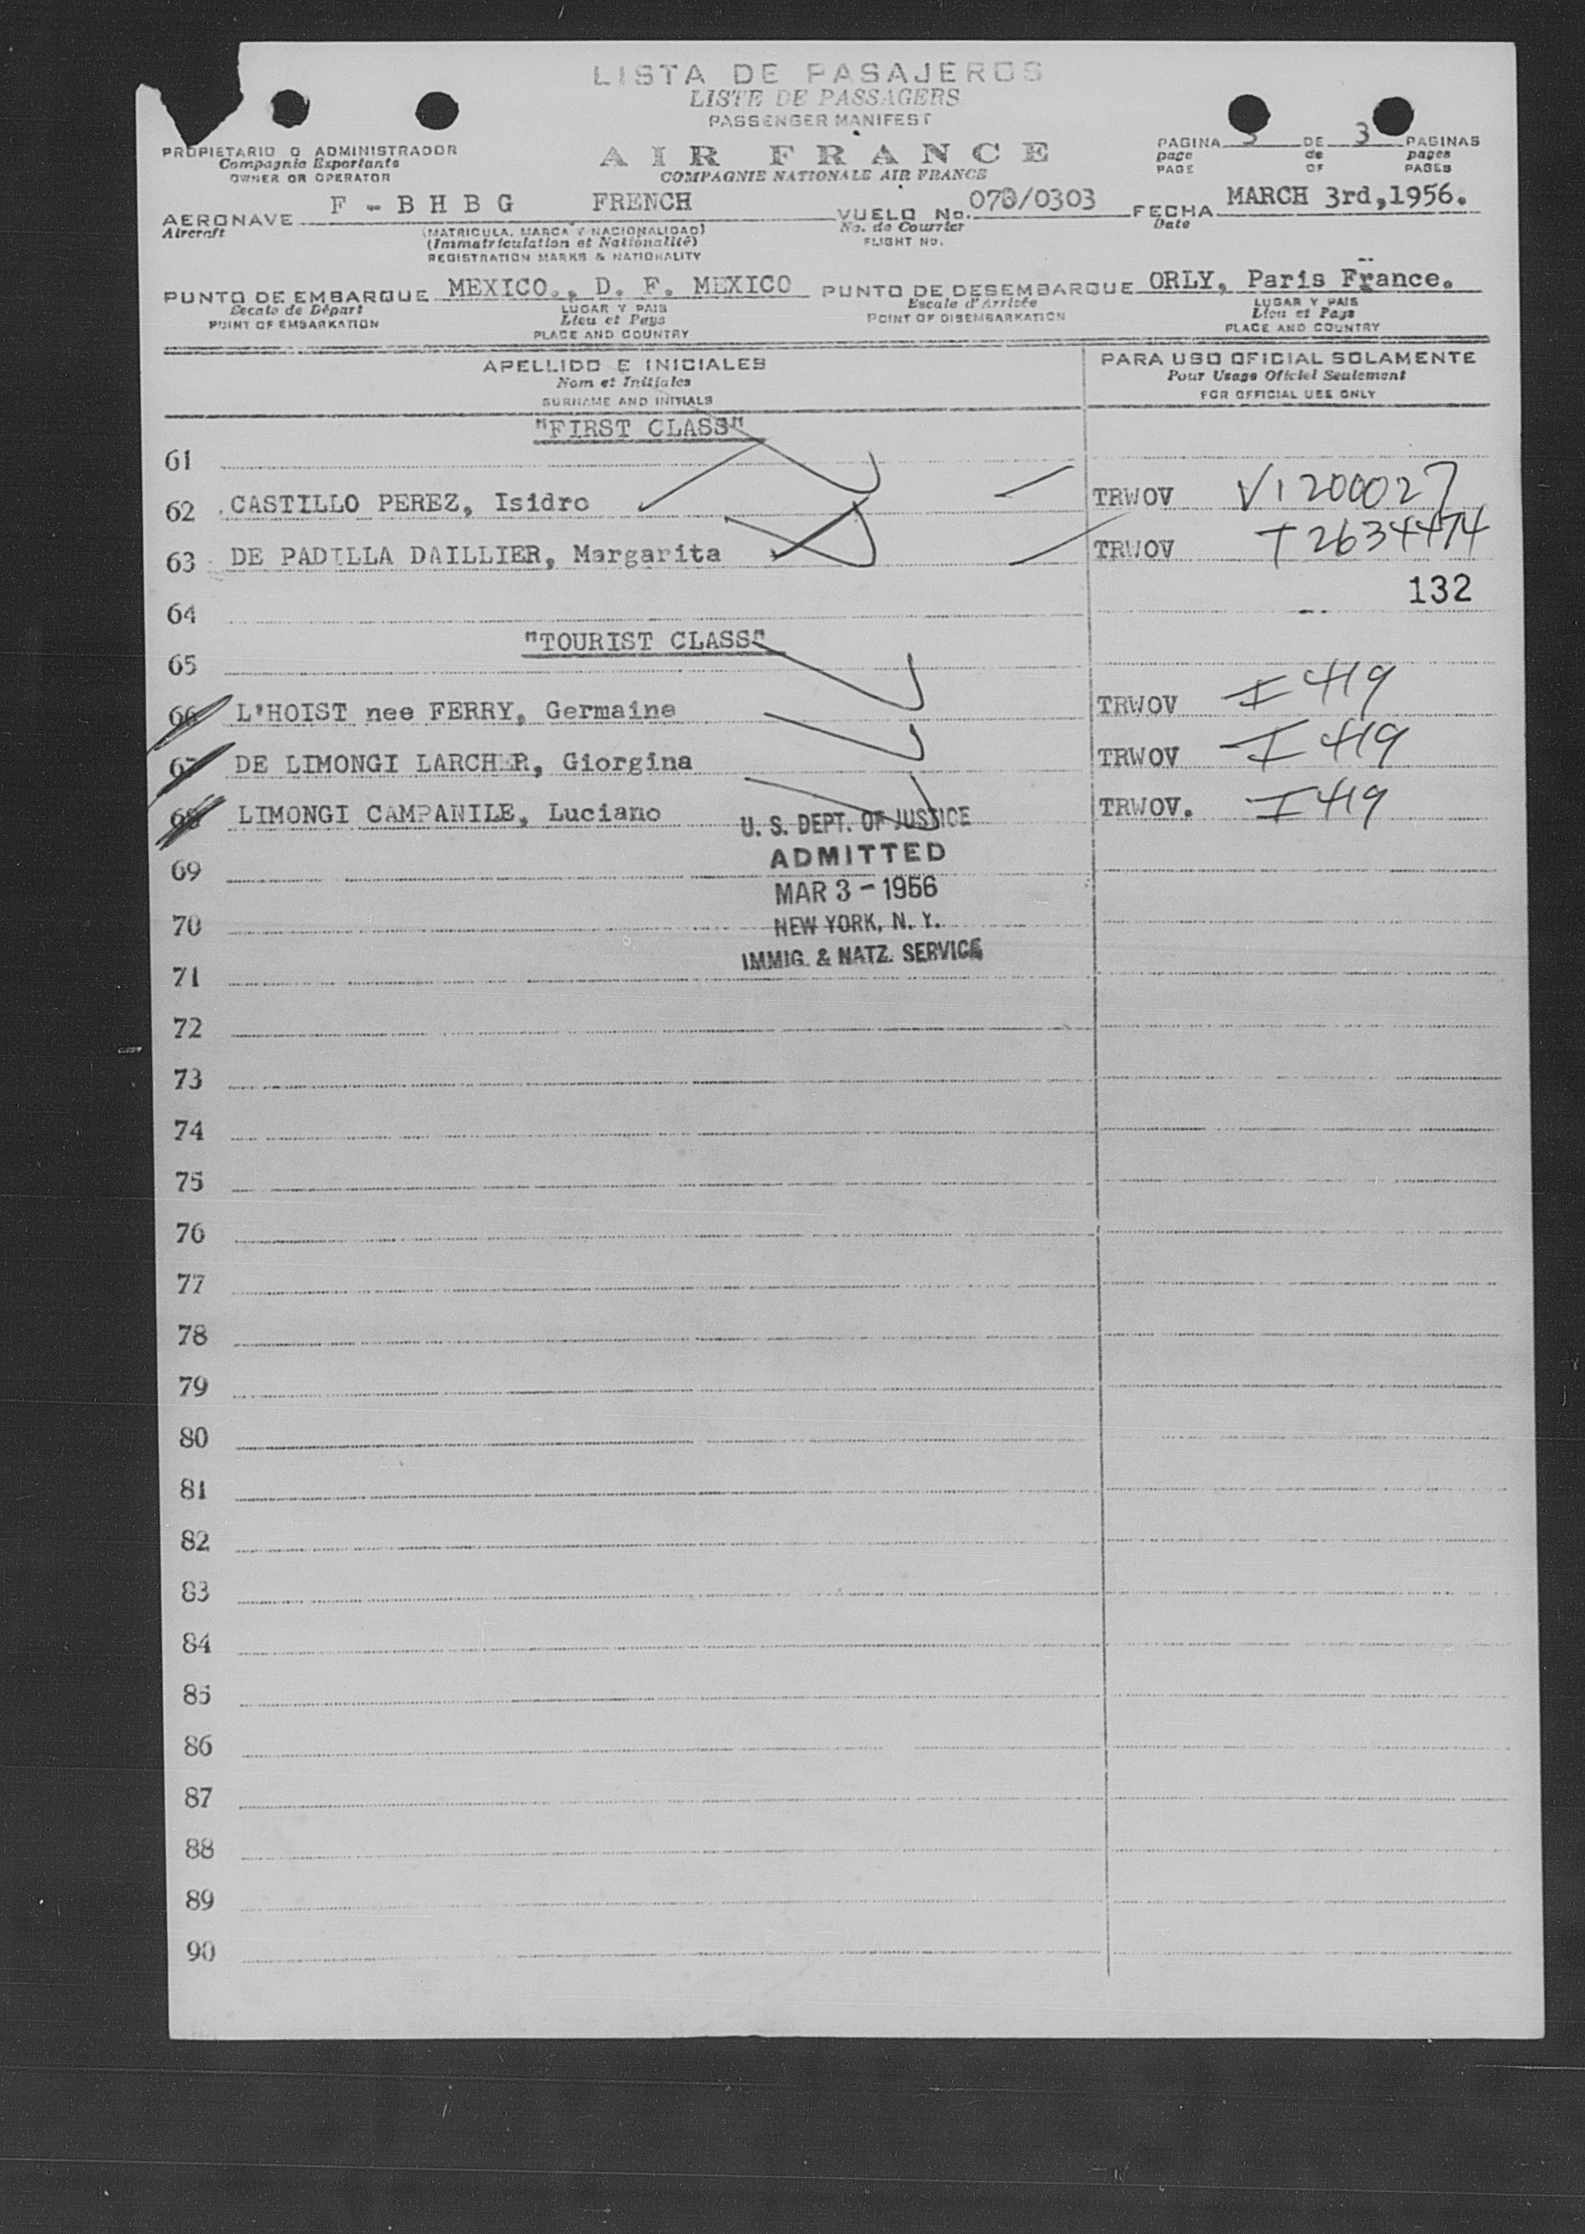 LISTA DE PASAJEROS
LISTE DE PASSAGERS
PASSENGER MANIFEST
PROPIETARIO O ADMINISTRADOR
Compagnie Exportante
OWNER OR OPERATOR
AIR FRANCE
COMPAGNIE NATIONALE AIR FRANCE
PAGINA 3 DE 3 PAGINAS
page de pages
PAGE OF PAGES
AERONAVE F - B H B G FRENCH VUELO No. 070/0303 FECHA MARCH 3rd,1956.
Aircraft (MATRICULA, MARCA Y NACIONALIDAD) No. de Courrier Date
(Immatriculation et Nationalité) FLIGHT NO.
REGISTRATION MARKS & NATIONALITY
PUNTO DE EMBARQUE MEXICO., D. F. MEXICO PUNTO DE DESEMBARQUE ORLY, Paris France.
Escale de Départ LUGAR Y PAIS Escale d'Arrivée LUGAR Y PAIS
POINT OF EMBARKATION Lieu et Pays POINT OF DISEMBARKATION Lieu et Pays
PLACE AND COUNTRY PLACE AND COUNTRY
APELLIDO E INICIALES PARA USO OFICIAL SOLAMENTE
Nom et Initiales Pour Usage Officiel Seulement
SURNAME AND INITIALS FOR OFFICIAL USE ONLY
"FIRST CLASS"
61
62 CASTILLO PEREZ, Isidro TRWOV V1200027
63 DE PADILLA DAILLIER, Margarita TRWOV T2634474
132
64
"TOURIST CLASS"
65
66 L'HOIST nee FERRY, Germaine TRWOV I 419
67 DE LIMONGI LARCHER, Giorgina TRWOV I 419
68 LIMONGI CAMPANILE, Luciano TRWOV. I 419
U. S. DEPT. OF JUSTICE
ADMITTED
69
MAR 3 - 1956
70 NEW YORK, N. Y.
IMMIG. & NATZ. SERVICE
71
72
73
74
75
76
77
78
79
80
81
82
83
84
85
86
87
88
89
90